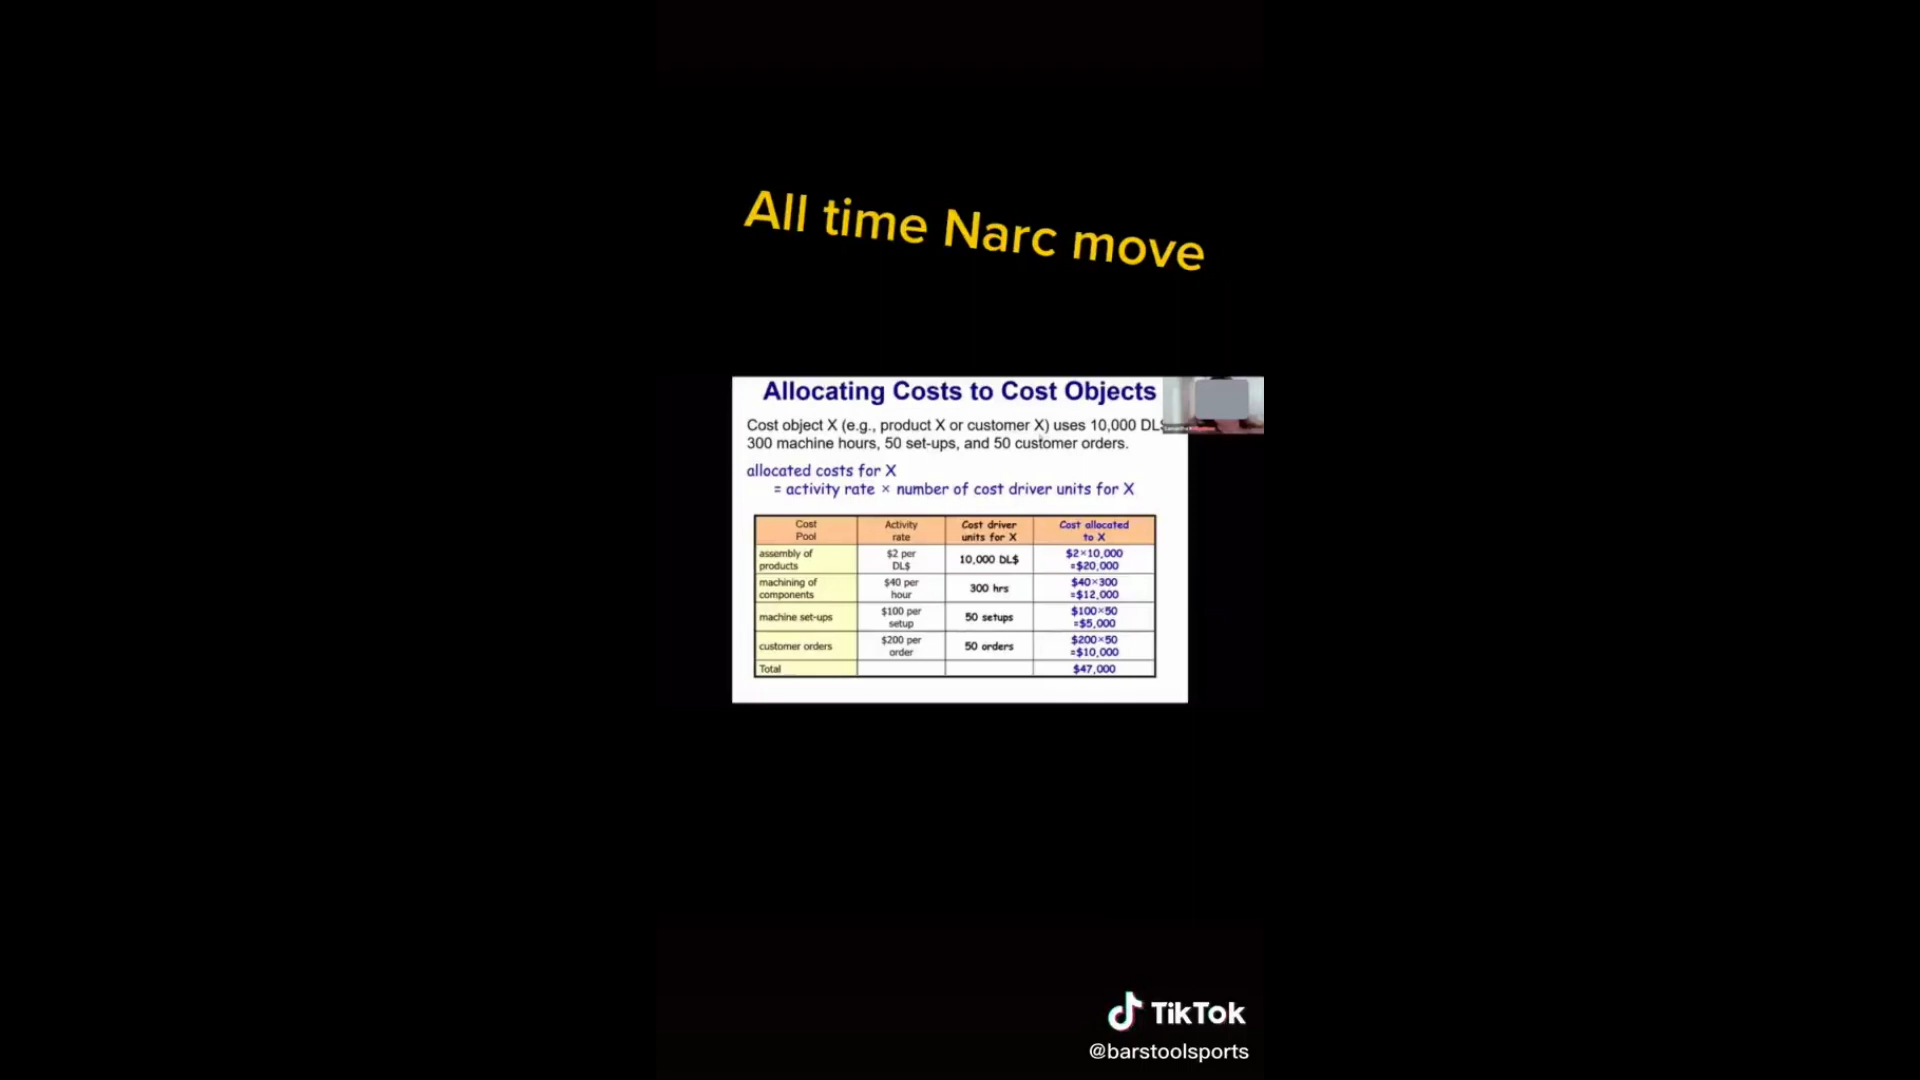 All time Narc move
Allocating Costs to Cost Objects
Cost object X (e.g., product X or customer X) uses 10,000 DL
300 machine hours, 50 set-ups, and 50 customer orders.
allocated costs for X
= activity rate × number of cost driver units for X
Cost Pool Activity rate Cost driver units for X Cost allocated to X
assembly of products $2 per DL$ 10,000 DL$ $2×10,000 =$20,000
machining of components $40 per hour 300 hrs $40×300 =$12,000
machine set-ups $100 per setup 50 setups $100×50 =$5,000
customer orders $200 per order 50 orders $200×50 =$10,000
Total $47,000
TikTok
@barstoolsports